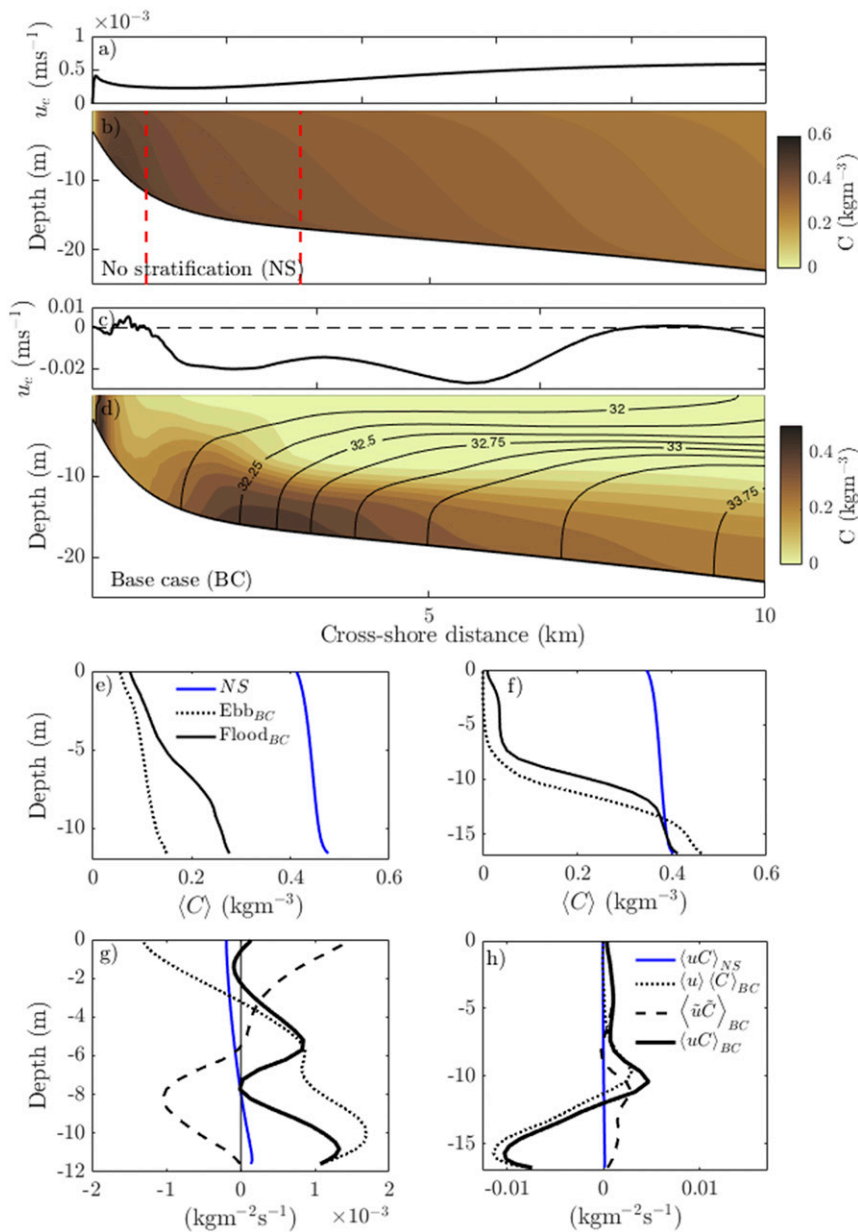 ×10⁻³
a)
1
0.5
0
u_e (ms⁻¹)
b)
0
-10
-20
Depth (m)
No stratification (NS)
0.6
0.4
0.2
0
C (kgm⁻³)
c)
0.01
0
-0.02
u_e (ms⁻¹)
d)
0
-10
-20
Depth (m)
32
32.25
32.5
32.75
33
33.75
Base case (BC)
0.4
0.2
0
C (kgm⁻³)
5
10
Cross-shore distance (km)
e)
0
-5
-10
Depth (m)
NS
Ebb_BC
Flood_BC
0 0.2 0.4 0.6
⟨C⟩ (kgm⁻³)
f)
0
-5
-10
-15
0 0.2 0.4 0.6
⟨C⟩ (kgm⁻³)
g)
0
-2
-4
-6
-8
-10
-12
Depth (m)
-2 -1 0 1 2
(kgm⁻²s⁻¹) ×10⁻³
h)
0
-5
-10
-15
⟨uC⟩_NS
⟨u⟩ ⟨C⟩_BC
⟨ũC̃⟩_BC
⟨uC⟩_BC
-0.01 0 0.01
(kgm⁻²s⁻¹)